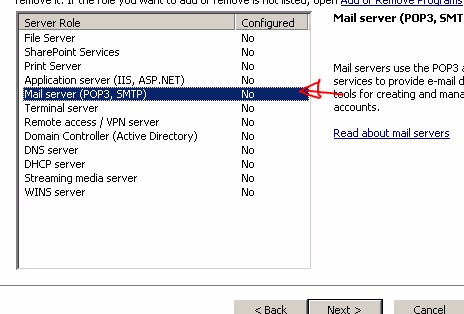 remove it. If the role you want to add or remove is not listed, open Add or Remove Programs
Server Role Configured
File Server No
SharePoint Services No
Print Server No
Application server (IIS, ASP.NET) No
Mail server (POP3, SMTP) No
Terminal server No
Remote access / VPN server No
Domain Controller (Active Directory) No
DNS server No
DHCP server No
Streaming media server No
WINS server No
Mail server (POP3, SMT
Mail servers use the POP3 a
services to provide e-mail d
tools for creating and mana
accounts.
Read about mail servers
< Back Next > Cancel